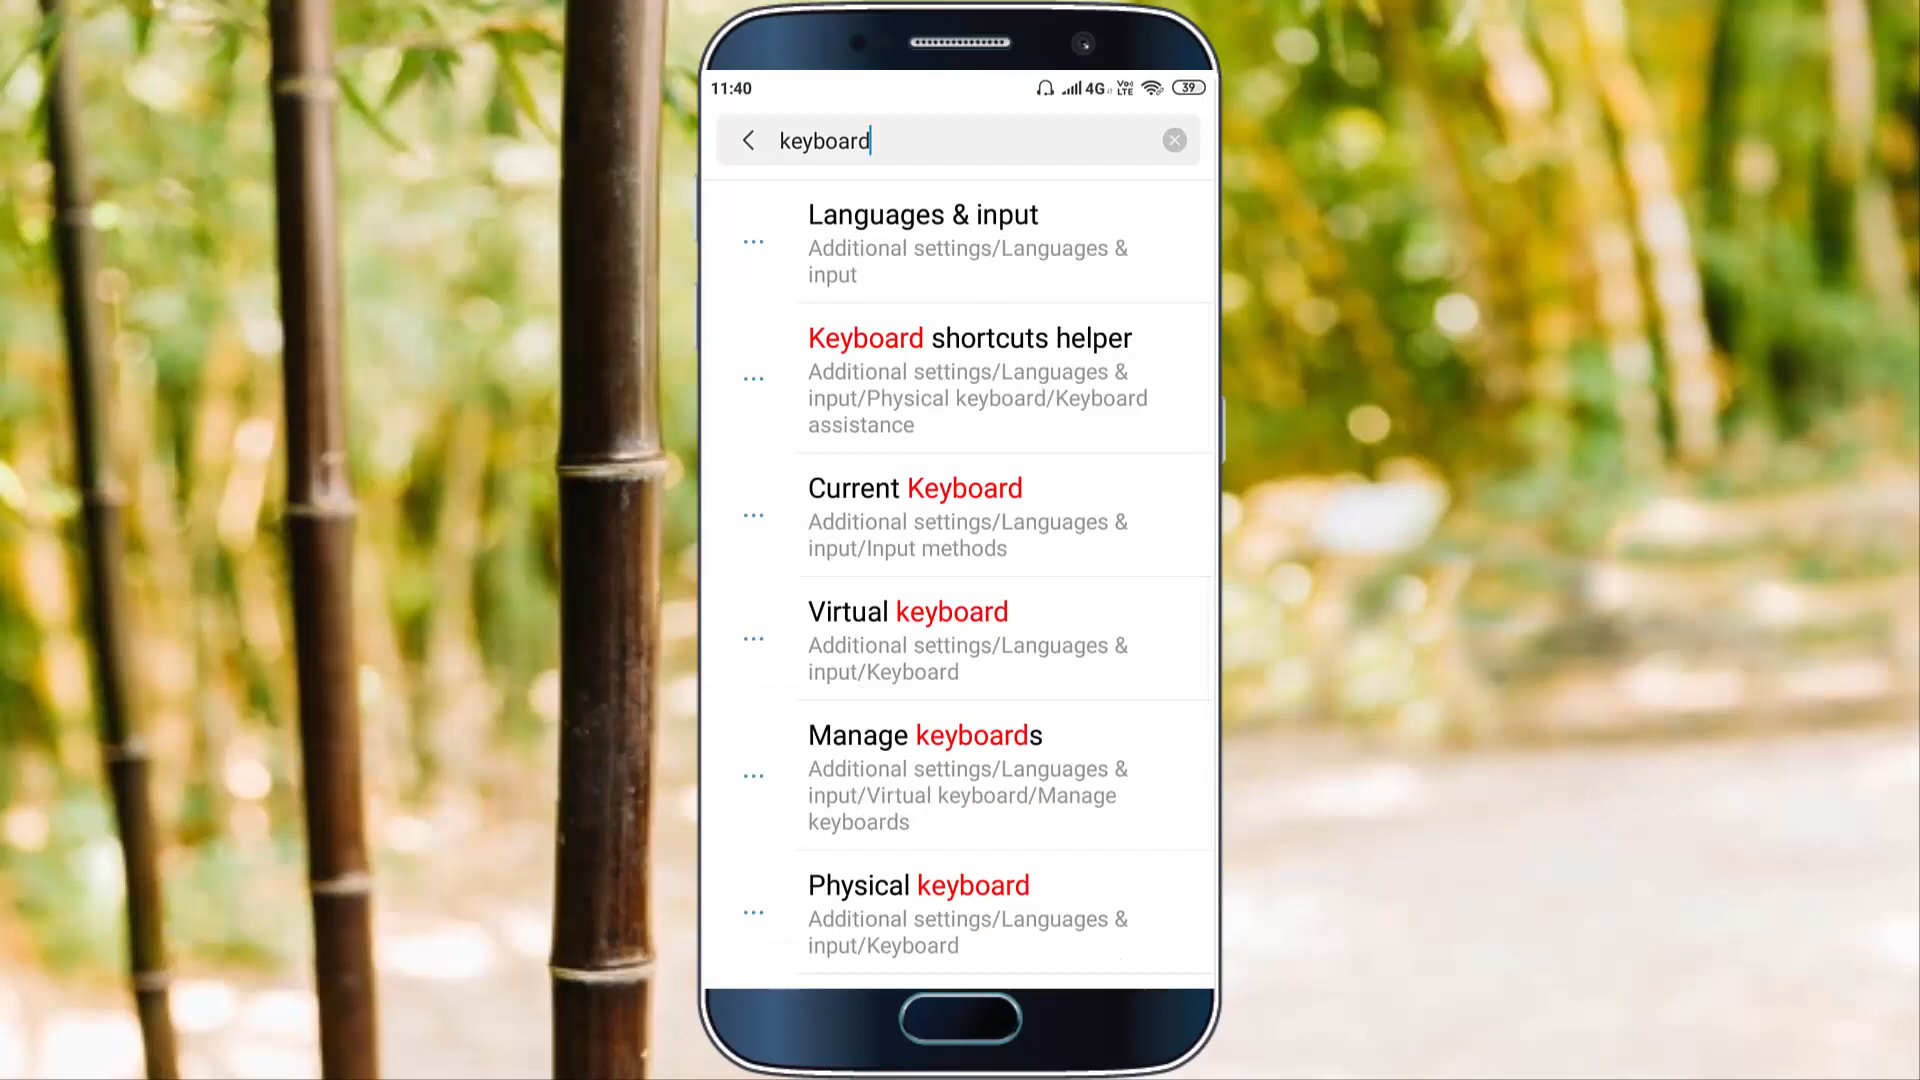 11:40
4G
Vo)
LTE
39
keyboard
Languages & input
Additional settings/Languages &
input
Keyboard shortcuts helper
Additional settings/Languages &
input/Physical keyboard/Keyboard
assistance
Current Keyboard
Additional settings/Languages &
input/Input methods
Virtual keyboard
Additional settings/Languages &
input/Keyboard
Manage keyboards
Additional settings/Languages &
input/Virtual keyboard/Manage
keyboards
Physical keyboard
Additional settings/Languages &
input/Keyboard